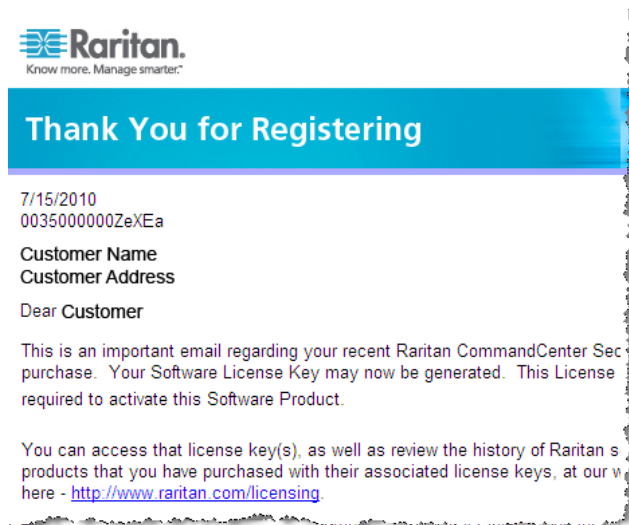 Raritan.
Know more. Manage smarter.™
Thank You for Registering
7/15/2010
0035000000ZeXEa
Customer Name
Customer Address
Dear Customer
This is an important email regarding your recent Raritan CommandCenter Sec
purchase. Your Software License Key may now be generated. This License
required to activate this Software Product.
You can access that license key(s), as well as review the history of Raritan s
products that you have purchased with their associated license keys, at our w
here - http://www.raritan.com/licensing.